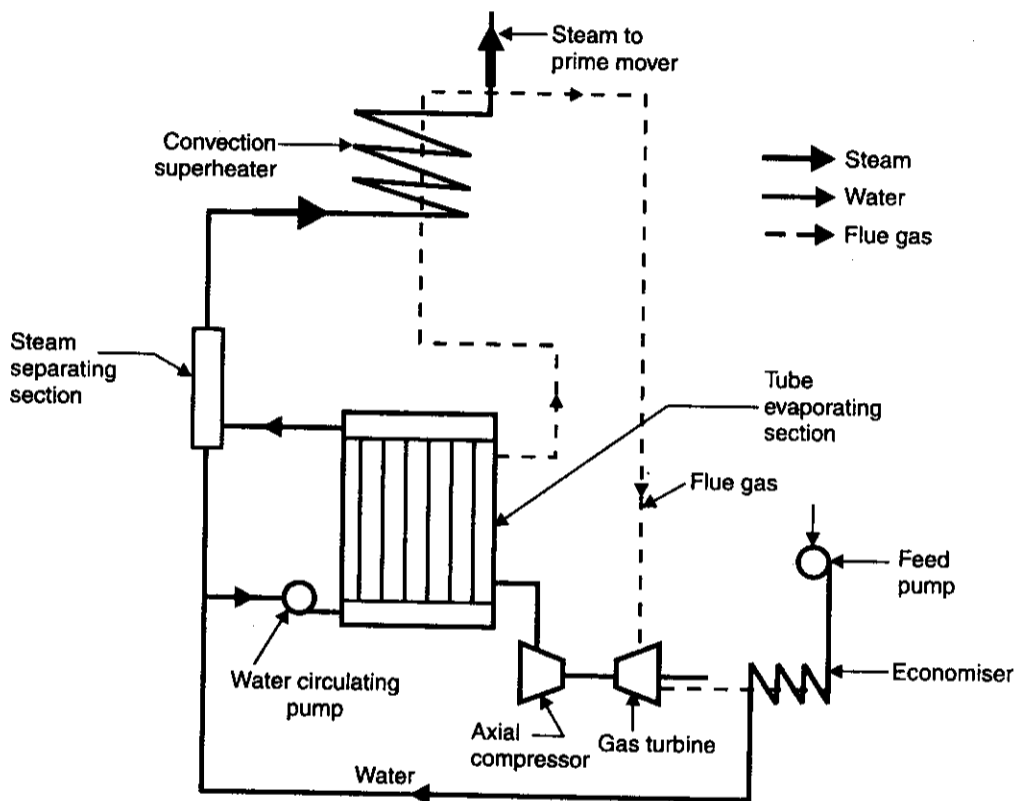 Steam to
prime mover
Convection
superheater
Steam
Water
Flue gas
Steam
separating
section
Tube
evaporating
section
Flue gas
Feed
pump
Water circulating
pump
Economiser
Axial
compressor
Gas turbine
Water